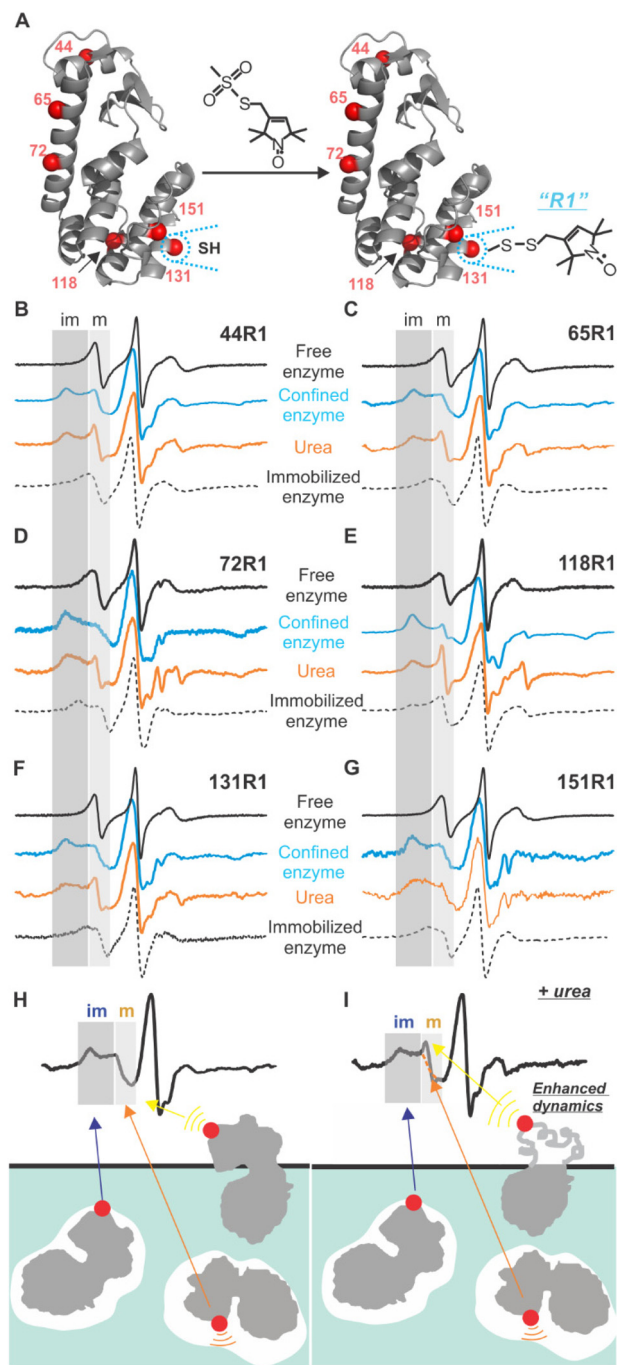 A
44
65
72
151
SH
118
131
O
S
O
S
N
O
44
65
72
151
"R1"
S
S
N
O
118
131
B
im
m
44R1
C
im
m
65R1
Free
enzyme
Confined
enzyme
Urea
Immobilized
enzyme
D
72R1
E
118R1
Free
enzyme
Confined
enzyme
Urea
Immobilized
enzyme
F
131R1
G
151R1
Free
enzyme
Confined
enzyme
Urea
Immobilized
enzyme
H
im
m
I
+ urea
im
m
Enhanced
dynamics